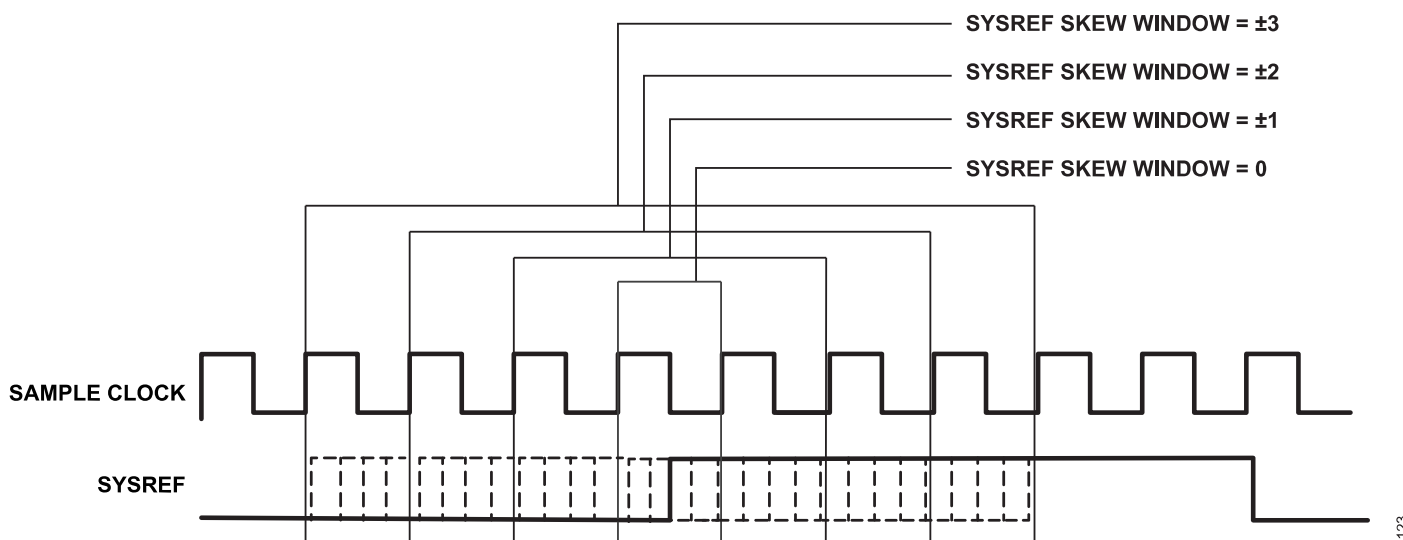 SYSREF SKEW WINDOW = ±3
SYSREF SKEW WINDOW = ±2
SYSREF SKEW WINDOW = ±1
SYSREF SKEW WINDOW = 0
SAMPLE CLOCK
SYSREF
123